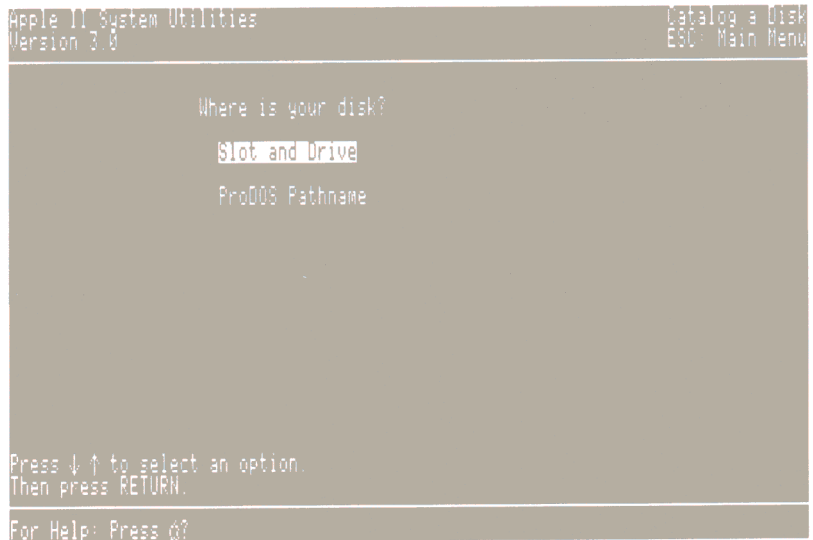 Apple II System Utilities
Version 3.0
Catalog a Disk
ESC: Main Menu
Where is your disk?
Slot and Drive
ProDOS Pathname
Press ↓ ↑ to select an option.
Then press RETURN.
For Help: Press ?